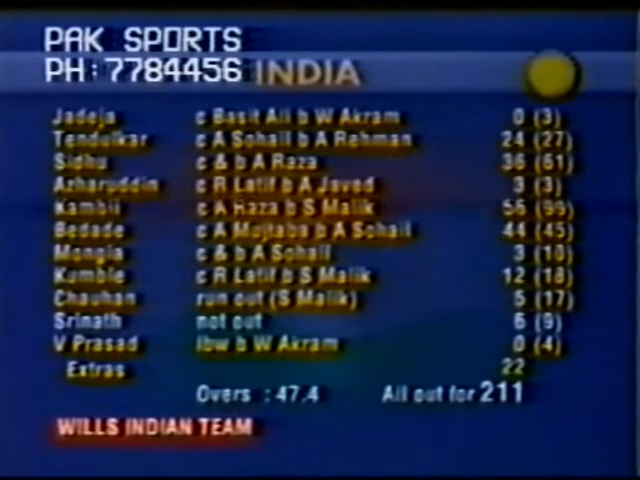 PAK SPORTS
PH:7784456 INDIA
Jadeja c Basit Ali b W Akram 0 (3)
Tendulkar c A Sohail b A Rehman 24 (27)
Sidhu c & b A Raza 36 (61)
Azharuddin c R Latif b A Javed 3 (3)
Kambli c A Raza b S Malik 56 (99)
Bedade c A Mujtaba b A Sohail 44 (45)
Mongia c & b A Sohail 3 (10)
Kumble c R Latif b S Malik 12 (18)
Chauhan run out (S Malik) 5 (17)
Srinath not out 6 (9)
V Prasad lbw b W Akram 0 (4)
Extras 22
Overs : 47.4 All out for 211
WILLS INDIAN TEAM